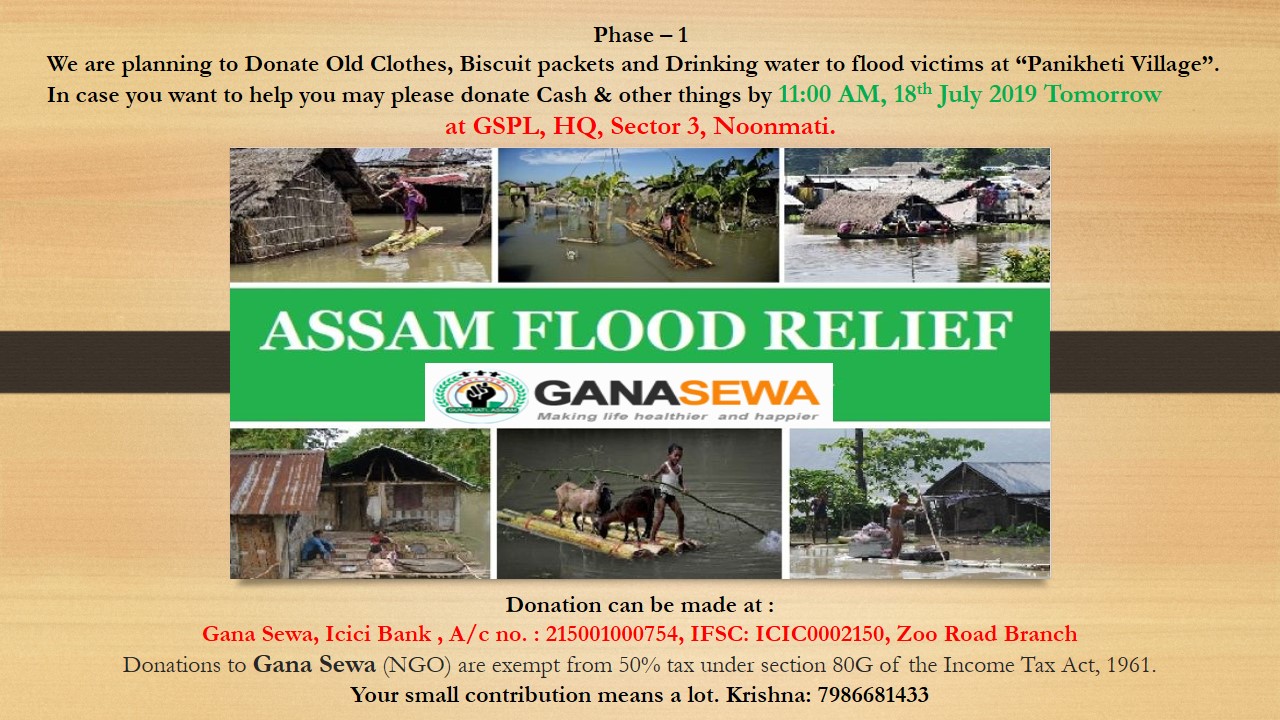 Phase – 1
We are planning to Donate Old Clothes, Biscuit packets and Drinking water to flood victims at “Panikheti Village”.
In case you want to help you may please donate Cash & other things by 11:00 AM, 18th July 2019 Tomorrow
at GSPL, HQ, Sector 3, Noonmati.
ASSAM FLOOD RELIEF
GANASEWA
GUWAHATI, ASSAM
Making life healthier and happier
Donation can be made at :
Gana Sewa, Icici Bank , A/c no. : 215001000754, IFSC: ICIC0002150, Zoo Road Branch
Donations to Gana Sewa (NGO) are exempt from 50% tax under section 80G of the Income Tax Act, 1961.
Your small contribution means a lot. Krishna: 7986681433